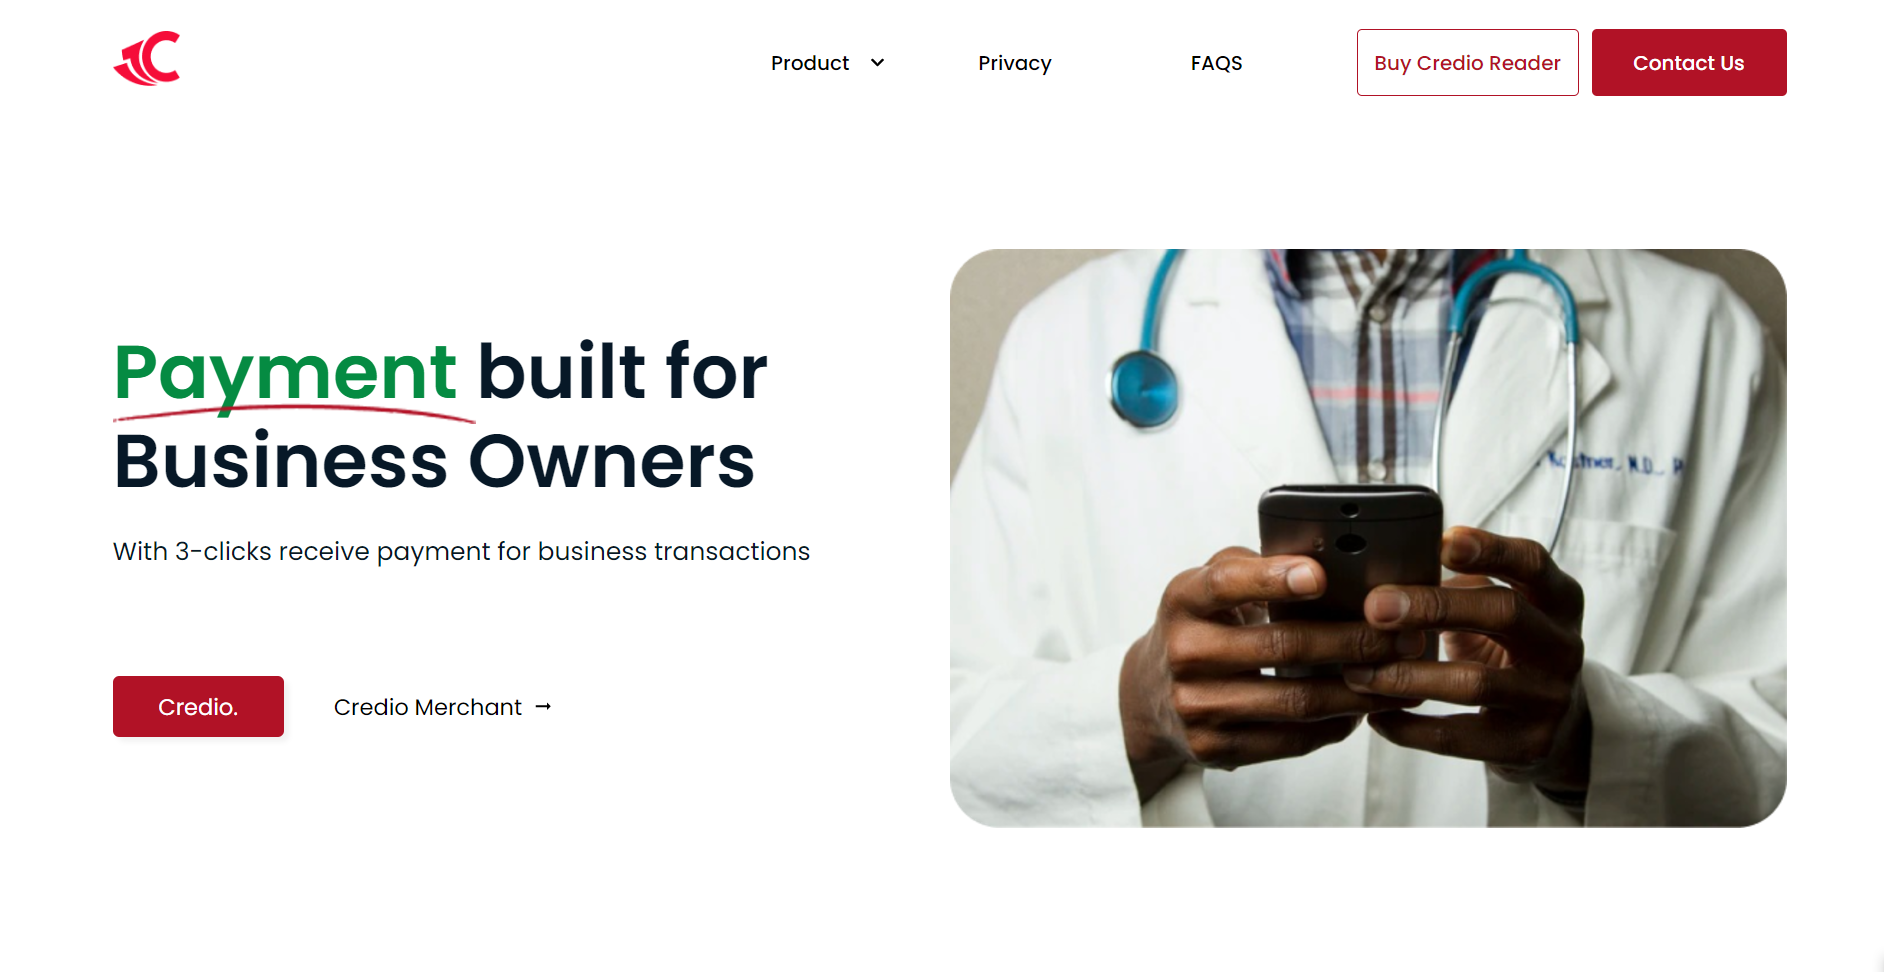 Product
Privacy
FAQS
Buy Credio Reader
Contact Us
Payment built for
Business Owners
With 3-clicks receive payment for business transactions
Credio.
Credio Merchant →
M.D., P